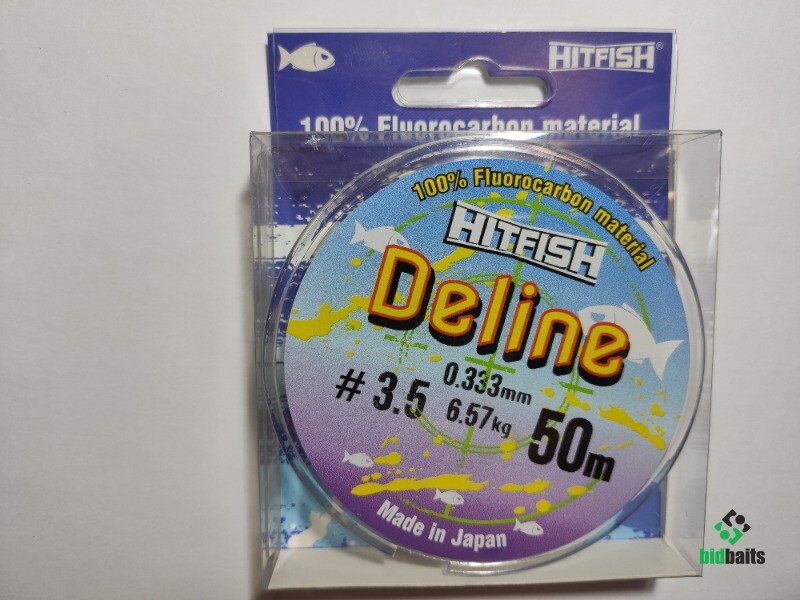 HITFISH®
100% Fluorocarbon material
100% Fluorocarbon material
HITFISH
Deline
# 3.5
0.333mm
6.57kg
50m
Made in Japan
bidbaits